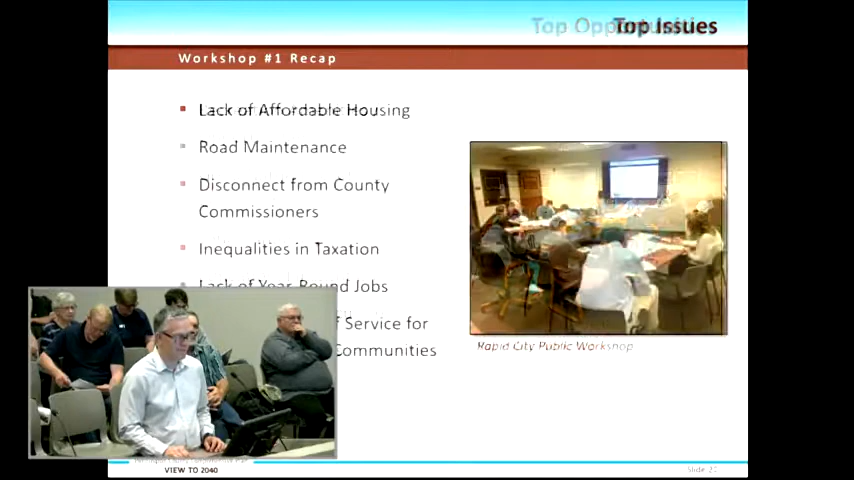 Top Issues
Workshop #1 Recap
Lack of Affordable Housing
Road Maintenance
Disconnect from County
Commissioners
Inequalities in Taxation
Lack of Year-Round Jobs
Service for
Communities
Rapid City Public Workshop
VIEW TO 2040
Slide